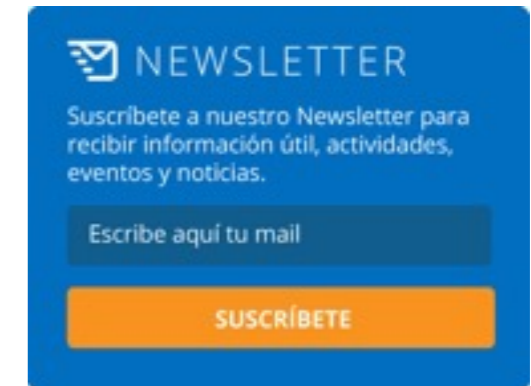 NEWSLETTER
Suscríbete a nuestro Newsletter para
recibir información útil, actividades,
eventos y noticias.
Escribe aquí tu mail
SUSCRÍBETE